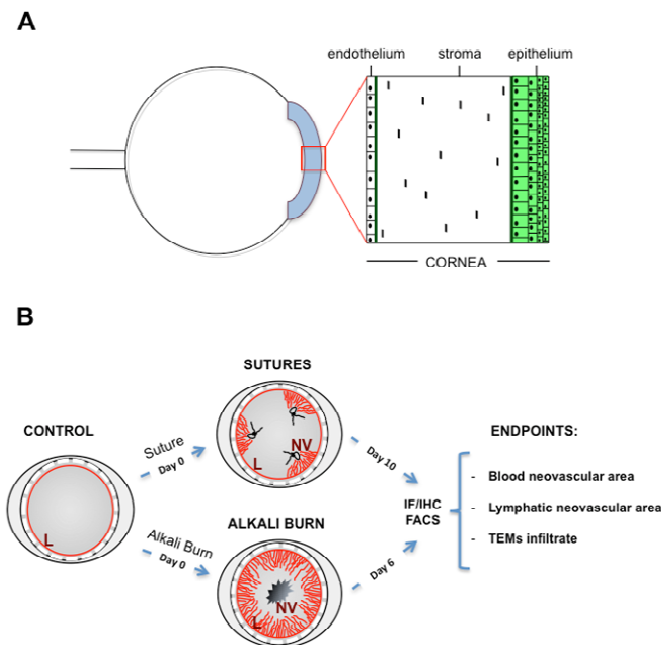 A
endothelium stroma epithelium
CORNEA
B
SUTURES
CONTROL
Suture
Day 0
L
NV
L
Day 10
ENDPOINTS:
- Blood neovascular area
- Lymphatic neovascular area
- TEMs infiltrate
IF/IHC
FACS
Alkali Burn
Day 0
ALKALI BURN
NV
L
Day 6